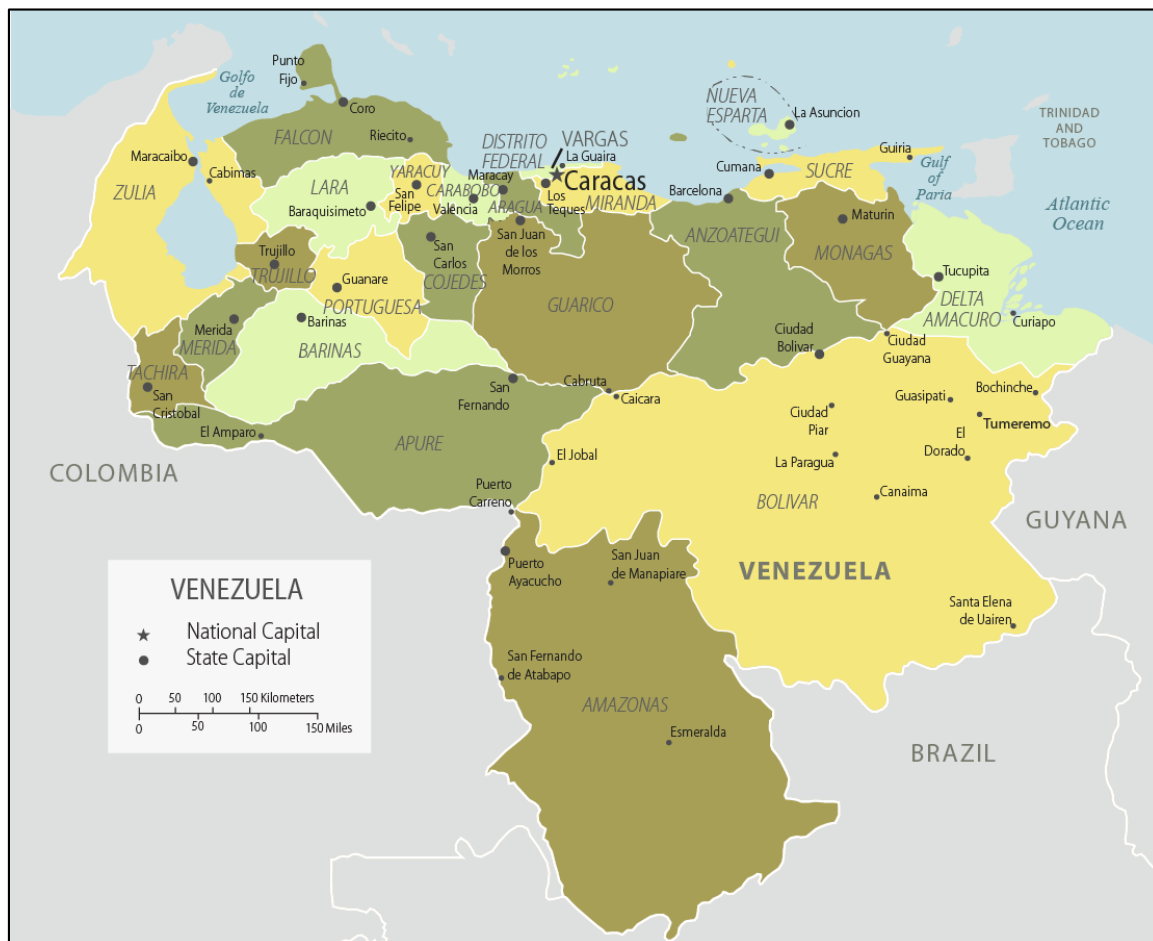 Punto
Fijo
Golfo
de
Venezuela
Coro
FALCON
Riecito
NUEVA
ESPARTA
La Asuncion
TRINIDAD
AND
TOBAGO
DISTRITO
FEDERAL
VARGAS
La Guaira
Maracaibo
Cabimas
ZULIA
LARA
Baraquisimeto
YARACUY
San
Felipe
CARABOBO
Valencia
Maracay
ARAGUA
Caracas
Los
Teques
MIRANDA
Barcelona
Cumana
SUCRE
Guiria
Gulf
of
Paria
Atlantic
Ocean
Trujillo
TRUJILLO
Guanare
PORTUGUESA
San
Carlos
COJEDES
San Juan
de los
Morros
GUARICO
ANZOATEGUI
Maturin
MONAGAS
Tucupita
DELTA
AMACURO
Curiapo
Merida
MERIDA
Barinas
BARINAS
TACHIRA
San
Cristobal
El Amparo
San
Fernando
APURE
Cabruta
Caicara
Ciudad
Bolivar
Ciudad
Guayana
Bochinche
Guasipati
Tumeremo
Ciudad
Piar
El
Dorado
La Paragua
El Jobal
Canaima
BOLIVAR
Puerto
Carreno
COLOMBIA
GUYANA
VENEZUELA
Puerto
Ayacucho
San Juan
de Manapiare
Santa Elena
de Uairen
San Fernando
de Atabapo
AMAZONAS
Esmeralda
BRAZIL
VENEZUELA
National Capital
State Capital
0 50 100 150 Kilometers
0 50 100 150 Miles